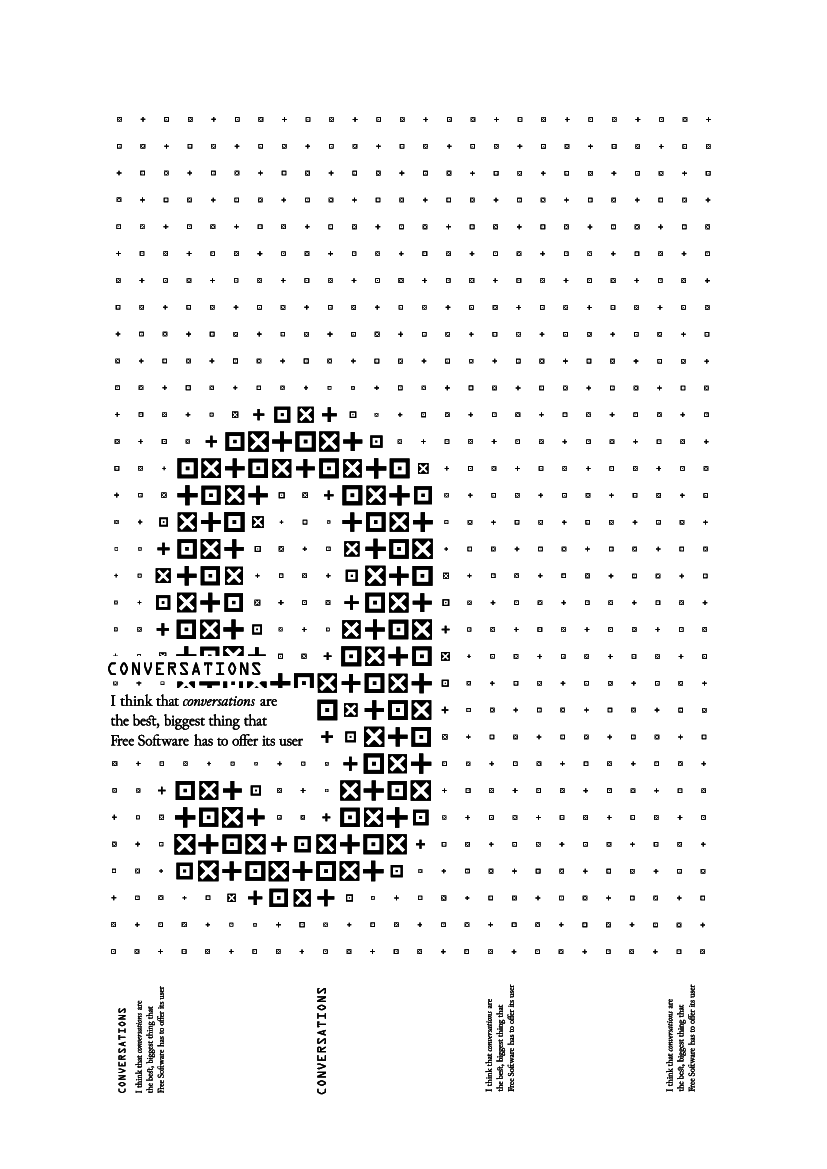 CONVERSATIONS
I think that conversations are
the best, biggest thing that
Free Software has to offer its user
CONVERSATIONS
I think that conversations are
the best, biggest thing that
Free Software has to offer its user
CONVERSATIONS
I think that conversations are
the best, biggest thing that
Free Software has to offer its user
I think that conversations are
the best, biggest thing that
Free Software has to offer its user